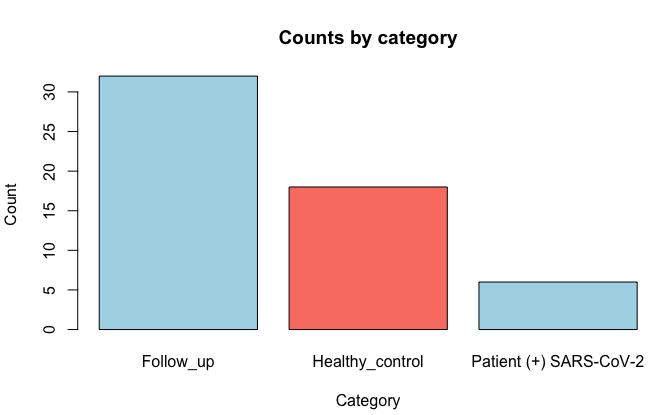 Counts by category
Count
30
25
20
15
10
5
0
Follow_up Healthy_control Patient (+) SARS-CoV-2
Category